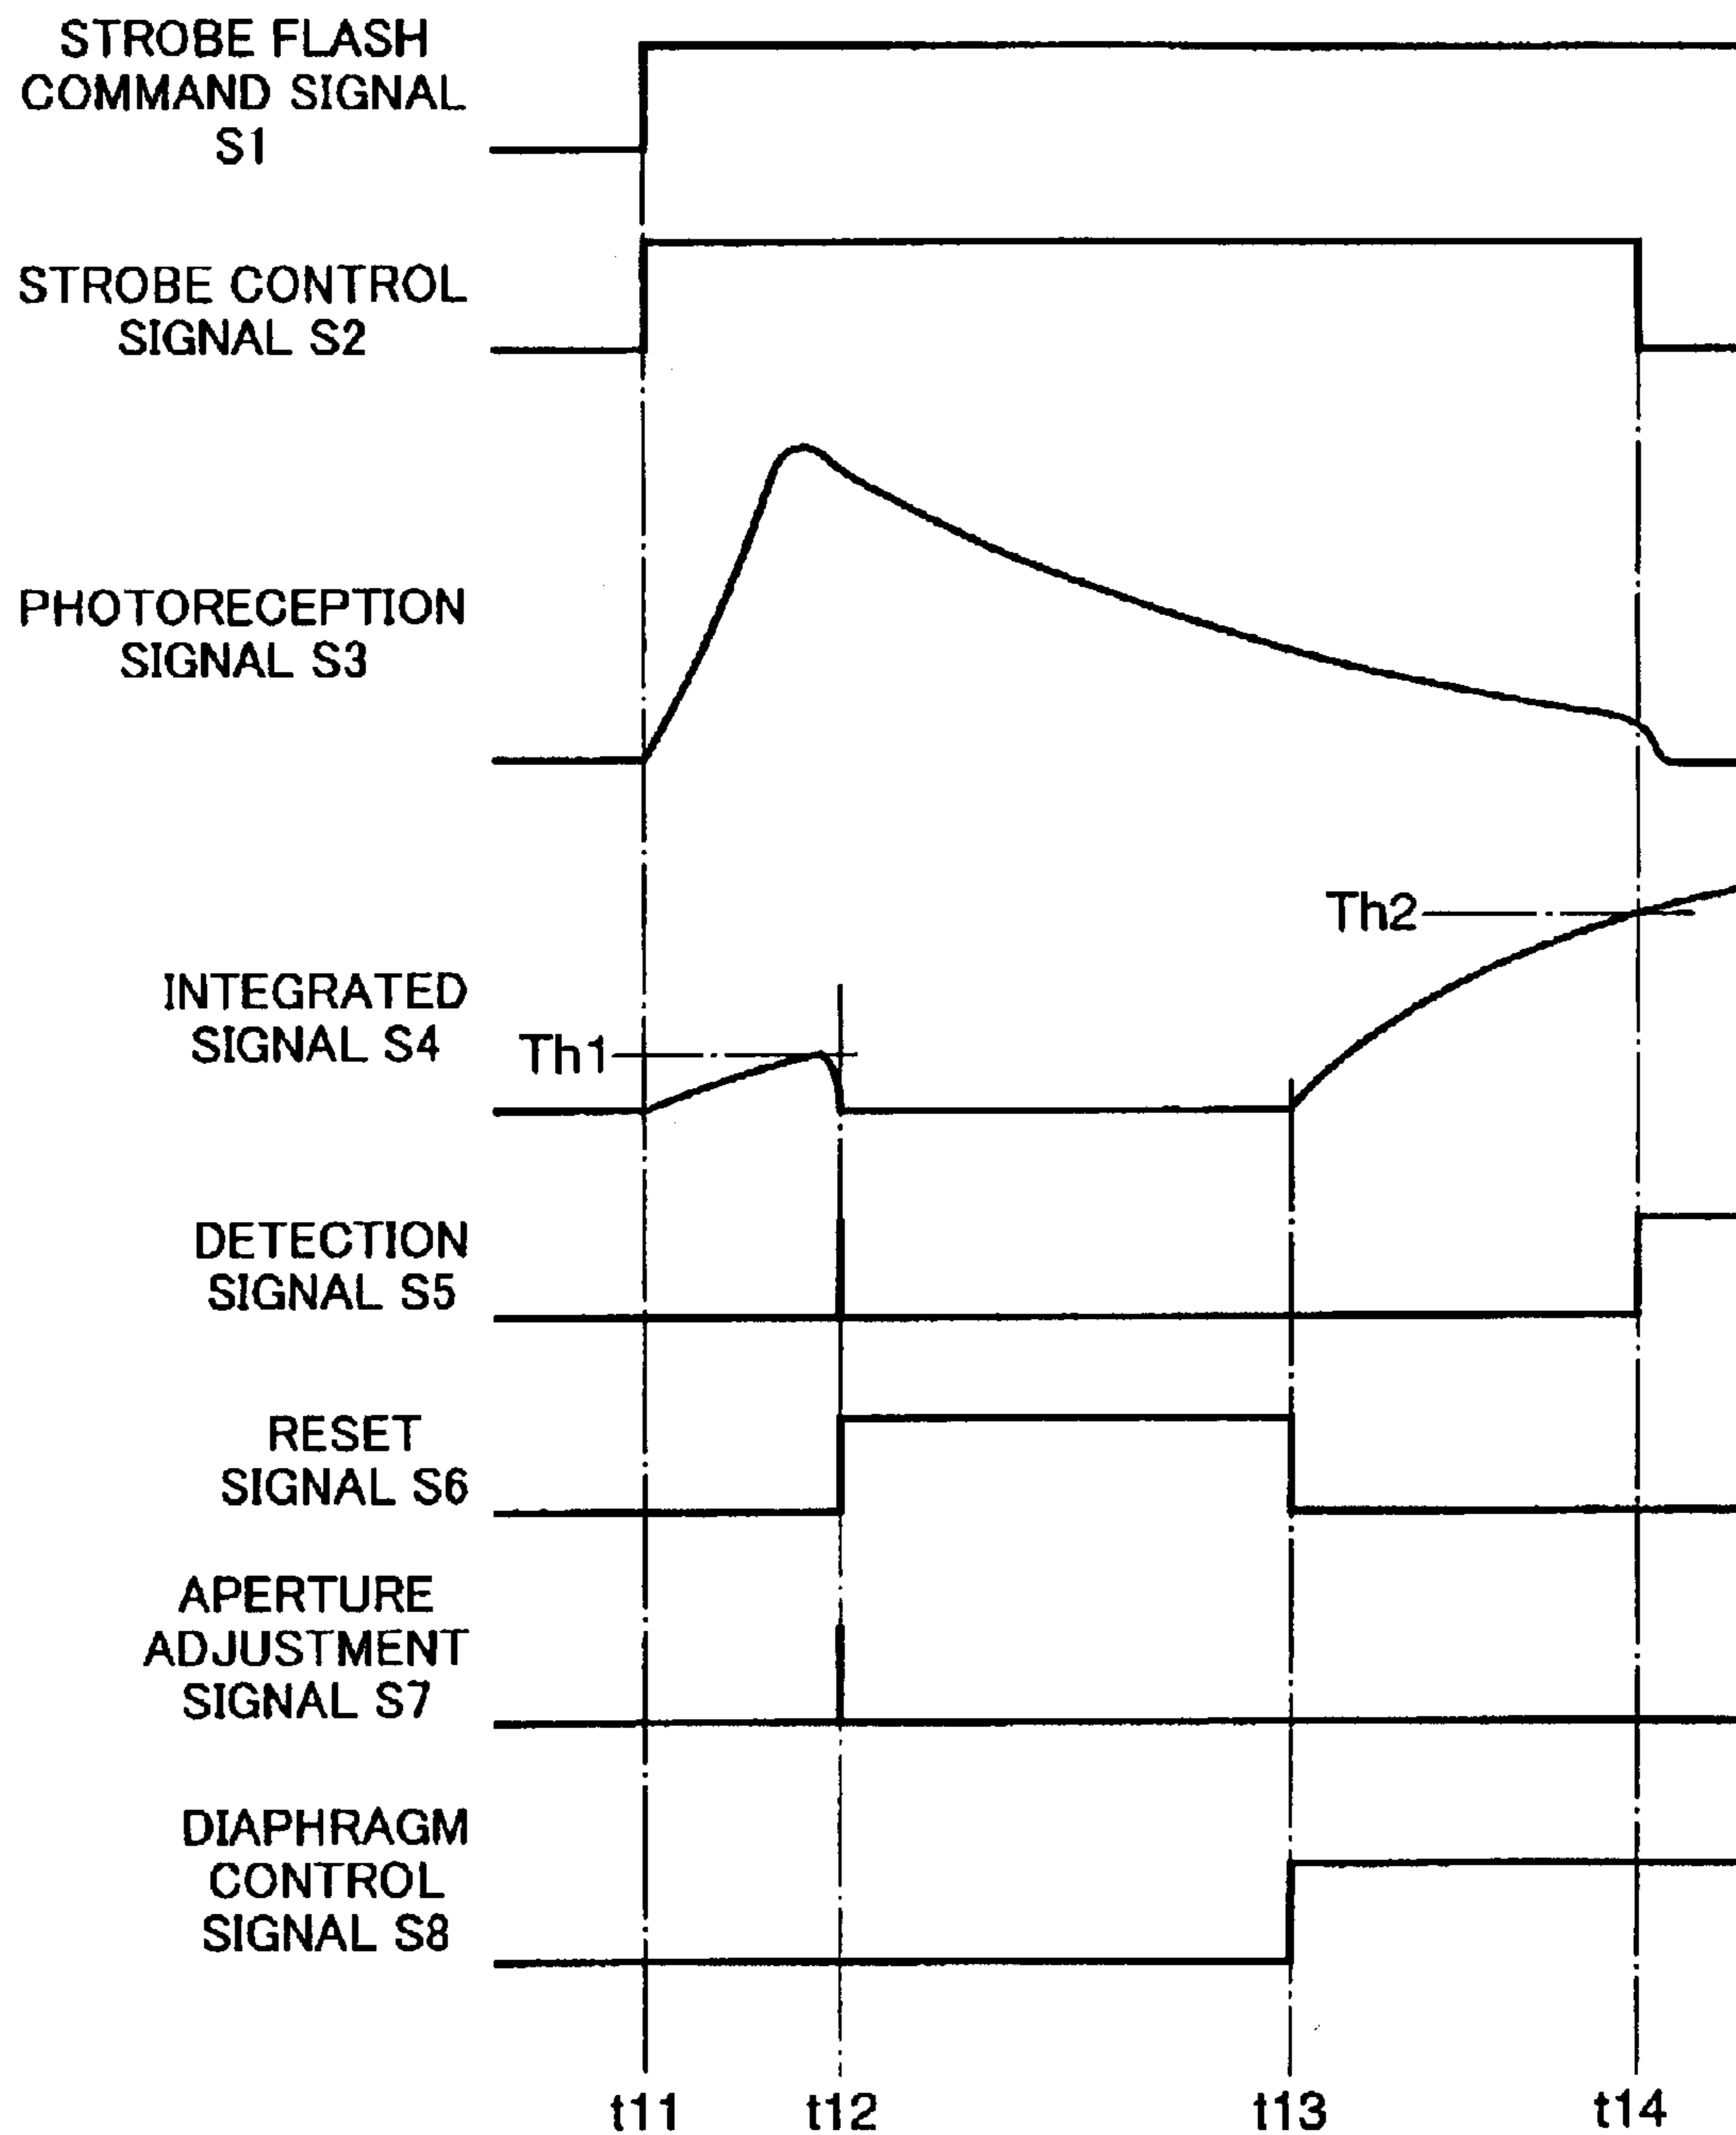 STROBE FLASH
COMMAND SIGNAL
S1
STROBE CONTROL
SIGNAL S2
PHOTORECEPTION
SIGNAL S3
Th2
INTEGRATED
SIGNAL S4
Th1
DETECTION
SIGNAL S5
RESET
SIGNAL S6
APERTURE
ADJUSTMENT
SIGNAL S7
DIAPHRAGM
CONTROL
SIGNAL S8
t11 t12 t13 t14